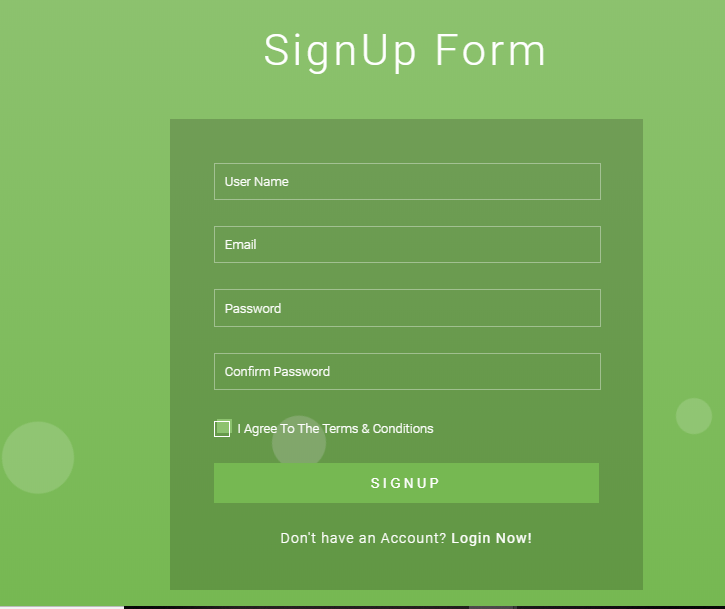 SignUp Form
User Name
Email
Password
Confirm Password
I Agree To The Terms & Conditions
SIGNUP
Don't have an Account? Login Now!